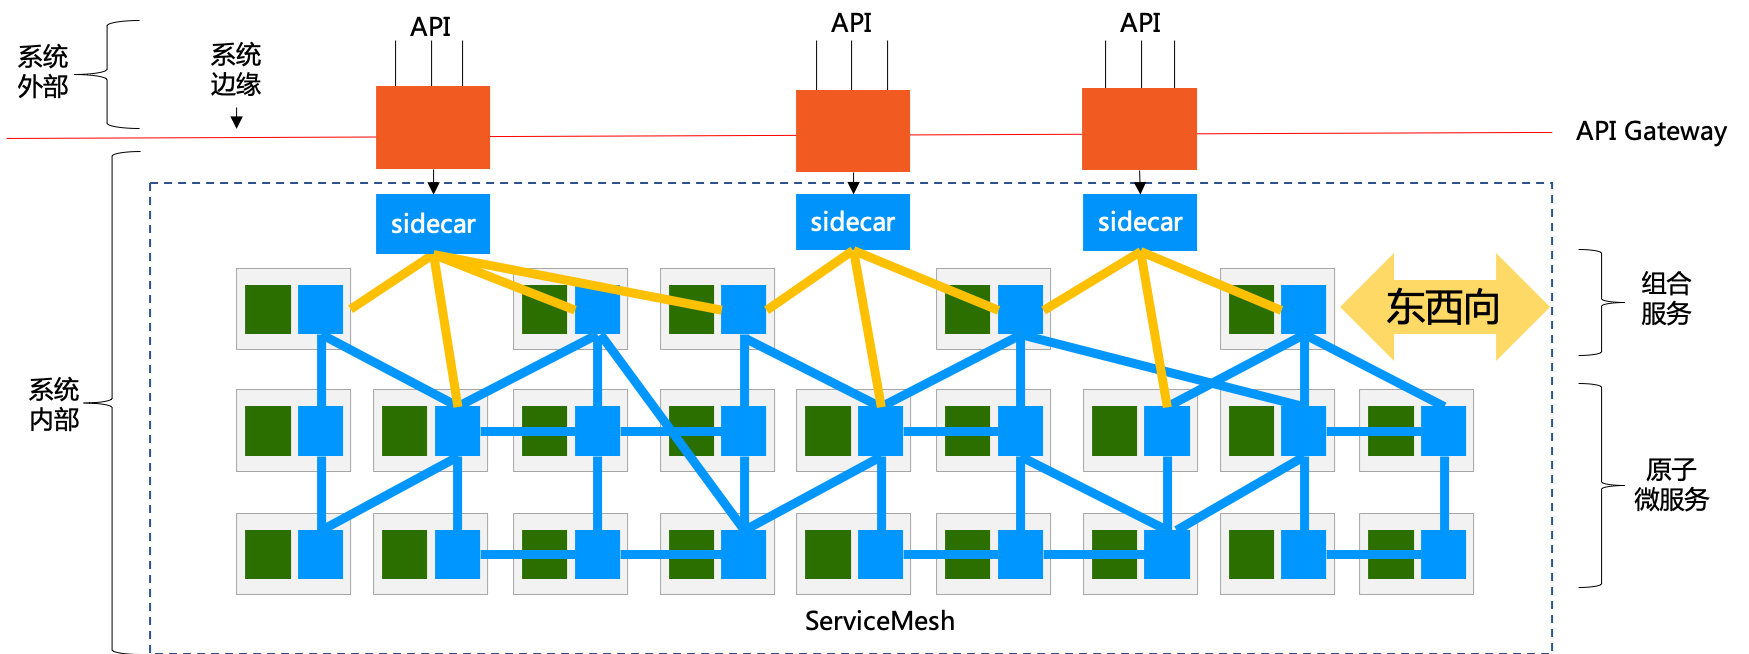 API
API
API
系统
外部
系统
边缘
API Gateway
sidecar
sidecar
sidecar
东西向
组合
服务
系统
内部
原子
微服务
ServiceMesh